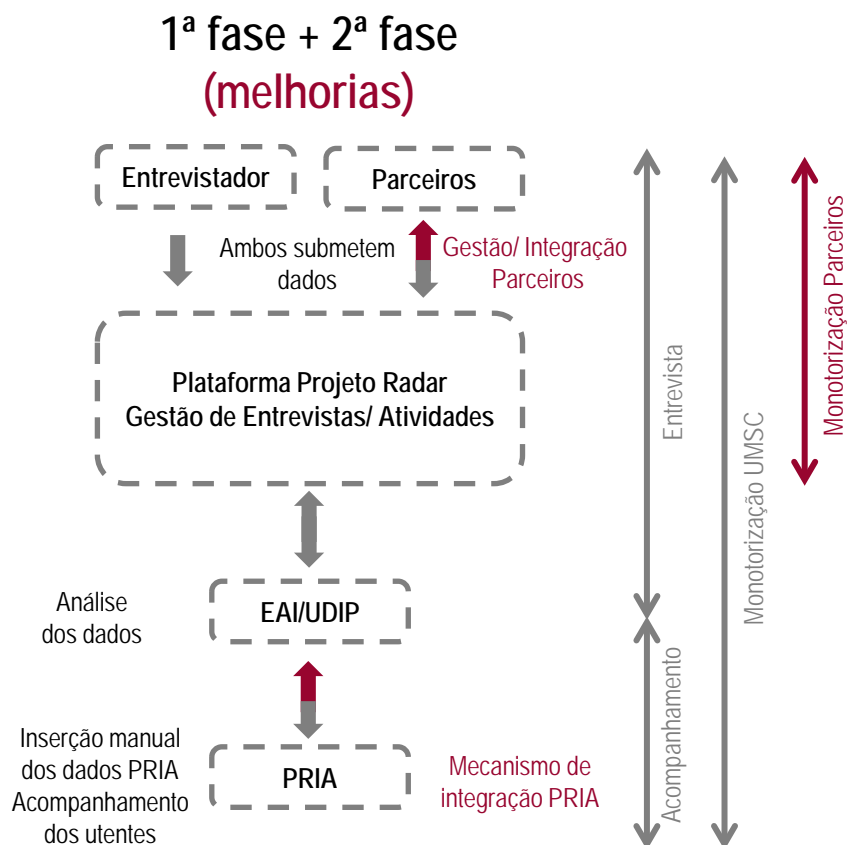 1ª fase + 2ª fase
(melhorias)
Entrevistador
Parceiros
Ambos submetem
dados
Gestão/ Integração
Parceiros
Plataforma Projeto Radar
Gestão de Entrevistas/ Atividades
Análise
dos dados
EAI/UDIP
Inserção manual
dos dados PRIA
Acompanhamento
dos utentes
PRIA
Mecanismo de
integração PRIA
Entrevista
Acompanhamento
Monotorização UMSC
Monotorização Parceiros